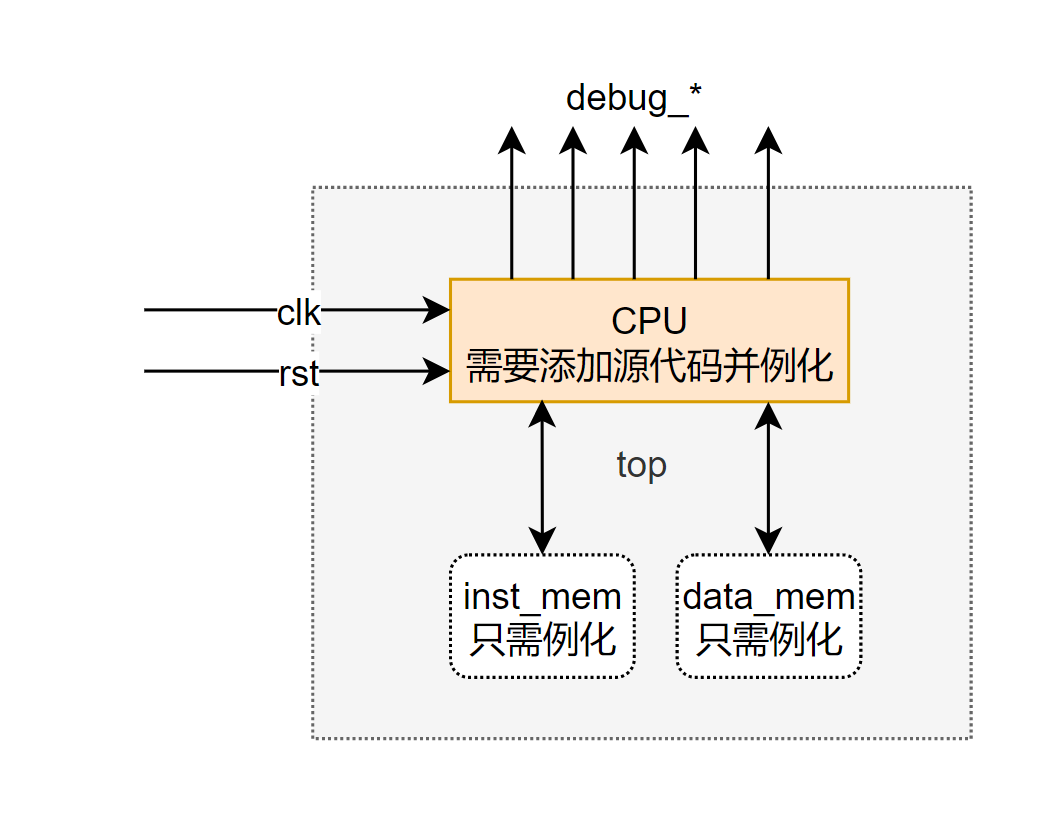 debug_*
clk
rst
CPU
需要添加源代码并例化
top
inst_mem
只需例化
data_mem
只需例化